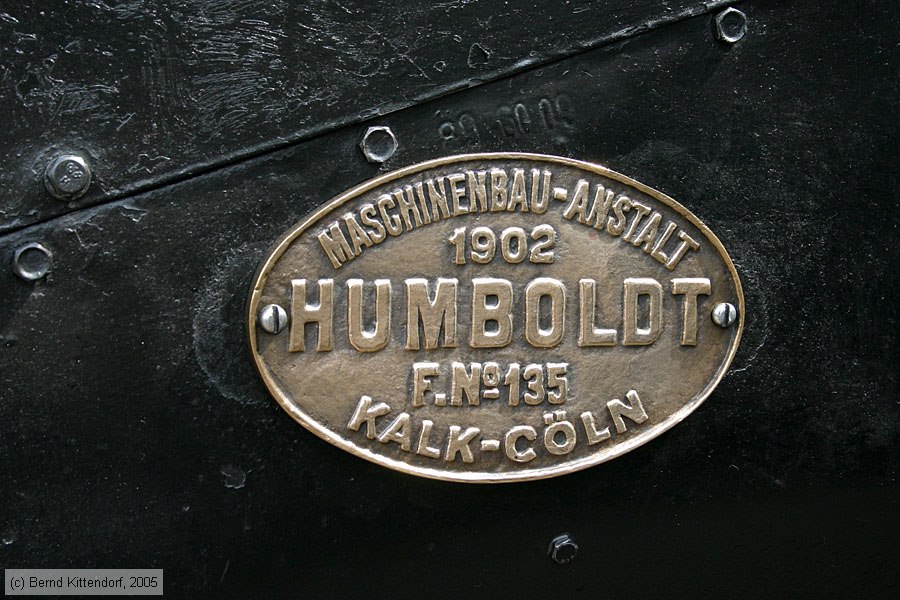 MASCHINENBAU-ANSTALT
1902
HUMBOLDT
F.Nº135
KALK-CÖLN
(c) Bernd Kittendorf, 2005